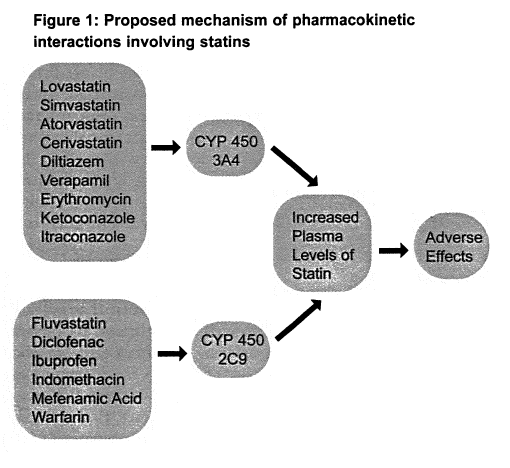 Figure 1: Proposed mechanism of pharmacokinetic
interactions involving statins
Lovastatin
Simvastatin
Atorvastatin
Cerivastatin
Diltiazem
Verapamil
Erythromycin
Ketoconazole
Itraconazole
CYP 450
3A4
Increased
Plasma
Levels of
Statin
Adverse
Effects
Fluvastatin
Diclofenac
Ibuprofen
Indomethacin
Mefenamic Acid
Warfarin
CYP 450
2C9